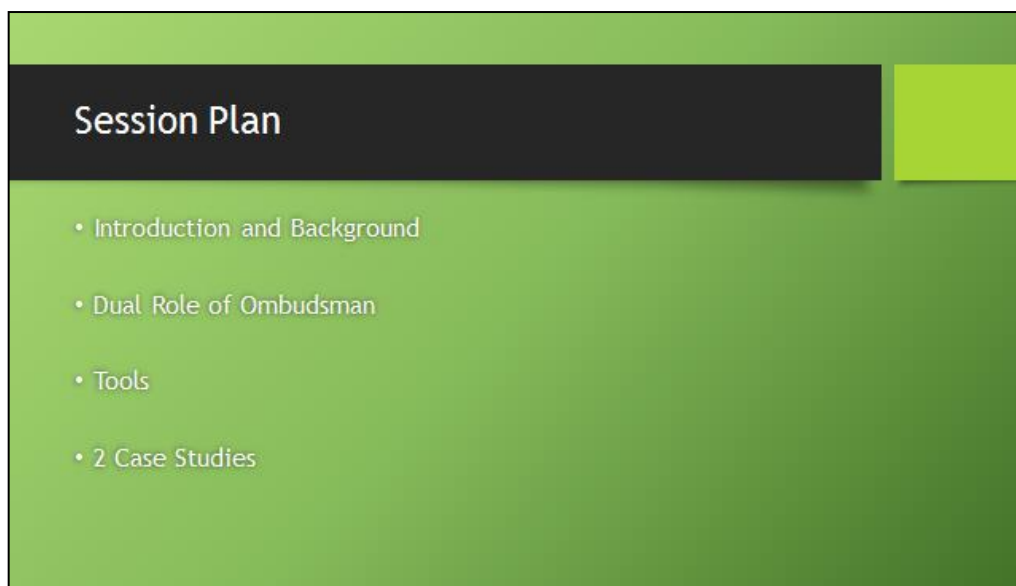 Session Plan
• Introduction and Background
• Dual Role of Ombudsman
• Tools
• 2 Case Studies